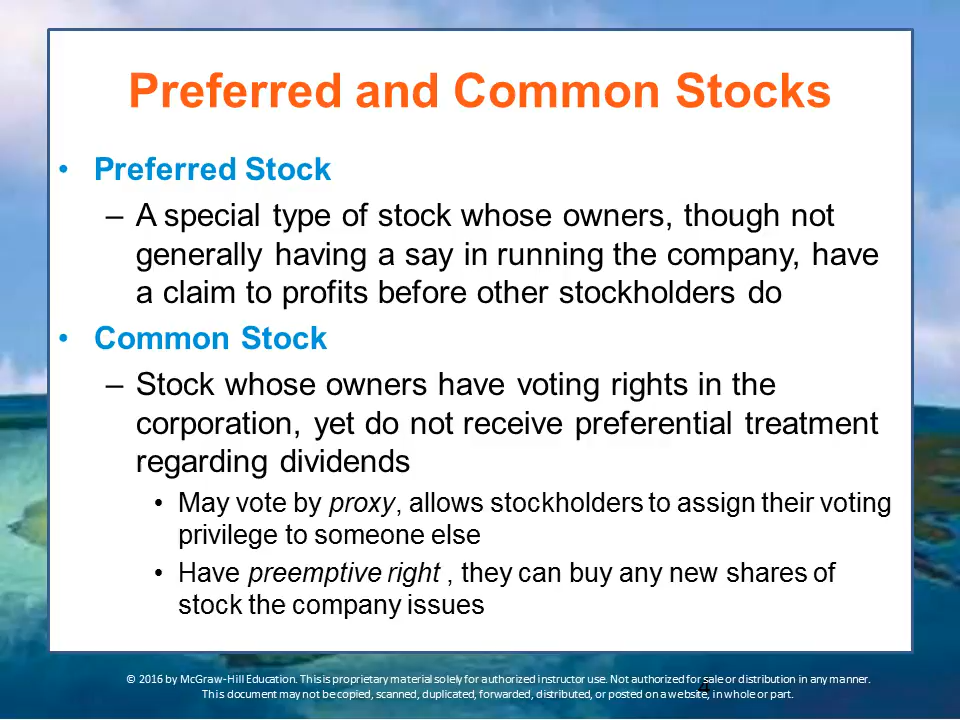 Preferred and Common Stocks
• Preferred Stock
– A special type of stock whose owners, though not
generally having a say in running the company, have
a claim to profits before other stockholders do
• Common Stock
– Stock whose owners have voting rights in the
corporation, yet do not receive preferential treatment
regarding dividends
• May vote by proxy, allows stockholders to assign their voting
privilege to someone else
• Have preemptive right , they can buy any new shares of
stock the company issues
© 2016 by McGraw-Hill Education. This is proprietary material solely for authorized instructor use. Not authorized for sale or distribution in any manner.
This document may not be copied, scanned, duplicated, forwarded, distributed, or posted on a website, in whole or part.
4